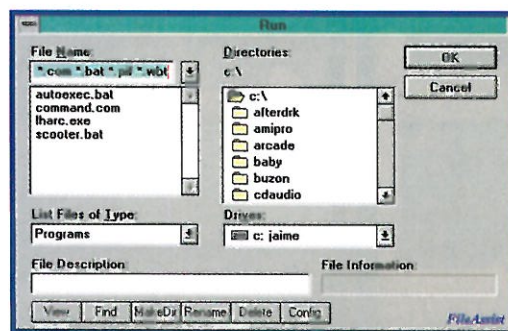 Run
File Name:
*.com *.bat *.pif *.wbt
autoexec.bat
command.com
lharc.exe
scooter.bat
List Files of Type:
Programs
Directories:
c:\
c:\
afterdrk
amipro
arcade
baby
buzon
cdaudio
Drives:
c: jaime
OK
Cancel
File Description:
File Information:
View Find MakeDir Rename Delete Config
FileAssist